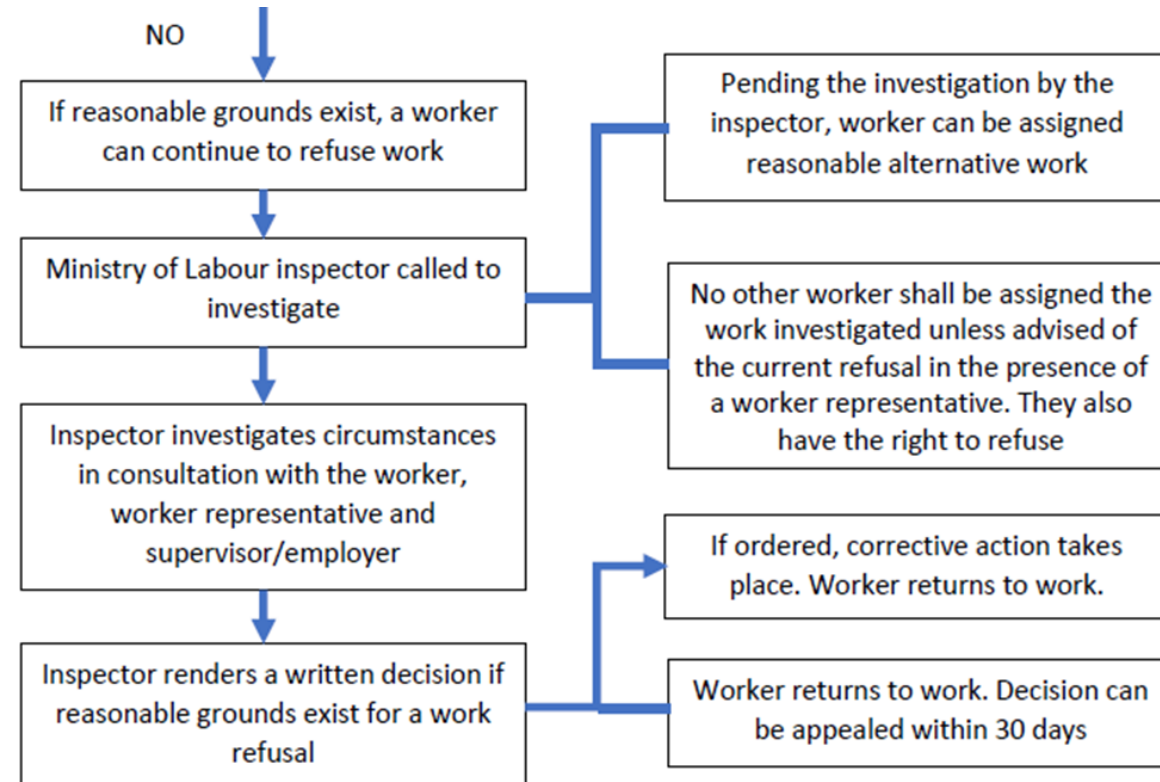 NO
If reasonable grounds exist, a worker
can continue to refuse work
Pending the investigation by the
inspector, worker can be assigned
reasonable alternative work
Ministry of Labour inspector called to
investigate
No other worker shall be assigned the
work investigated unless advised of
the current refusal in the presence of
a worker representative. They also
have the right to refuse
Inspector investigates circumstances
in consultation with the worker,
worker representative and
supervisor/employer
If ordered, corrective action takes
place. Worker returns to work.
Inspector renders a written decision if
reasonable grounds exist for a work
refusal
Worker returns to work. Decision can
be appealed within 30 days